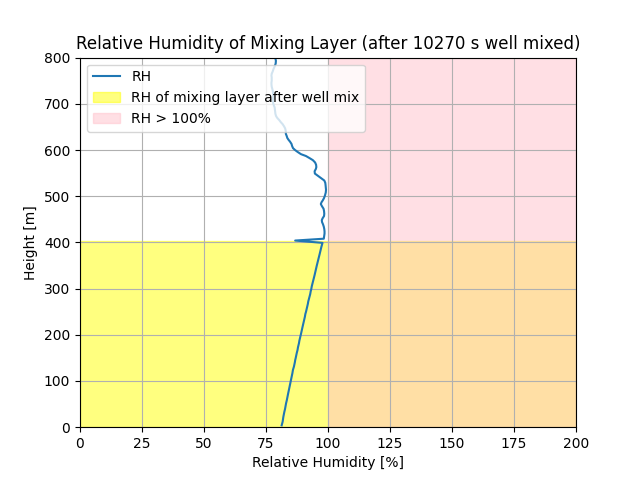 Relative Humidity of Mixing Layer (after 10270 s well mixed)
800
700
600
500
400
300
200
100
0
Height [m]
RH
RH of mixing layer after well mix
RH > 100%
0 25 50 75 100 125 150 175 200
Relative Humidity [%]